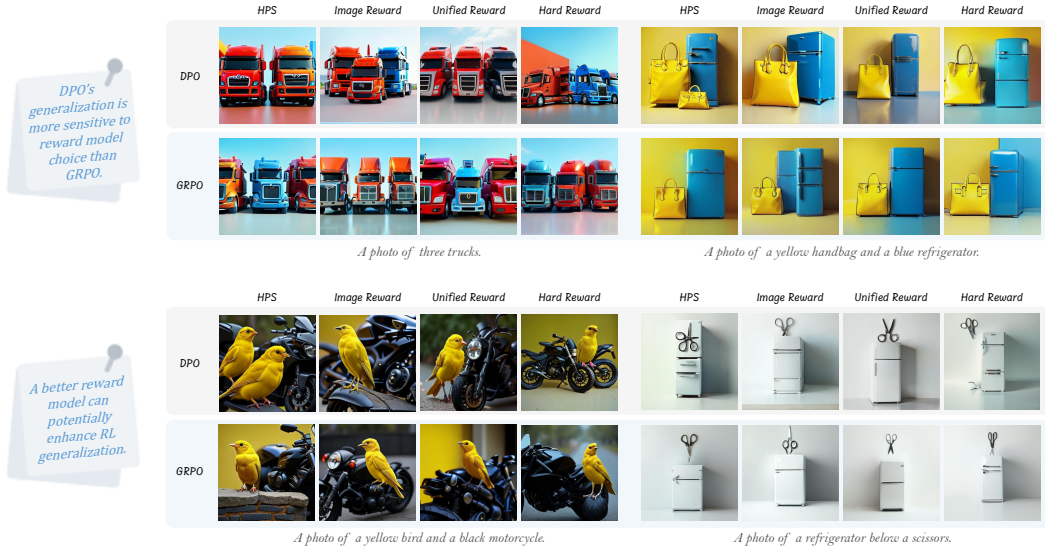 HPS Image Reward Unified Reward Hard Reward HPS Image Reward Unified Reward Hard Reward
DPO's
generalization is
more sensitive to
reward model
choice than
GRPO.
DPO
GRPO
A photo of three trucks. A photo of a yellow handbag and a blue refrigerator.
HPS Image Reward Unified Reward Hard Reward HPS Image Reward Unified Reward Hard Reward
A better reward
model can
potentially
enhance RL
generalization.
DPO
GRPO
A photo of a yellow bird and a black motorcycle. A photo of a refrigerator below a scissors.